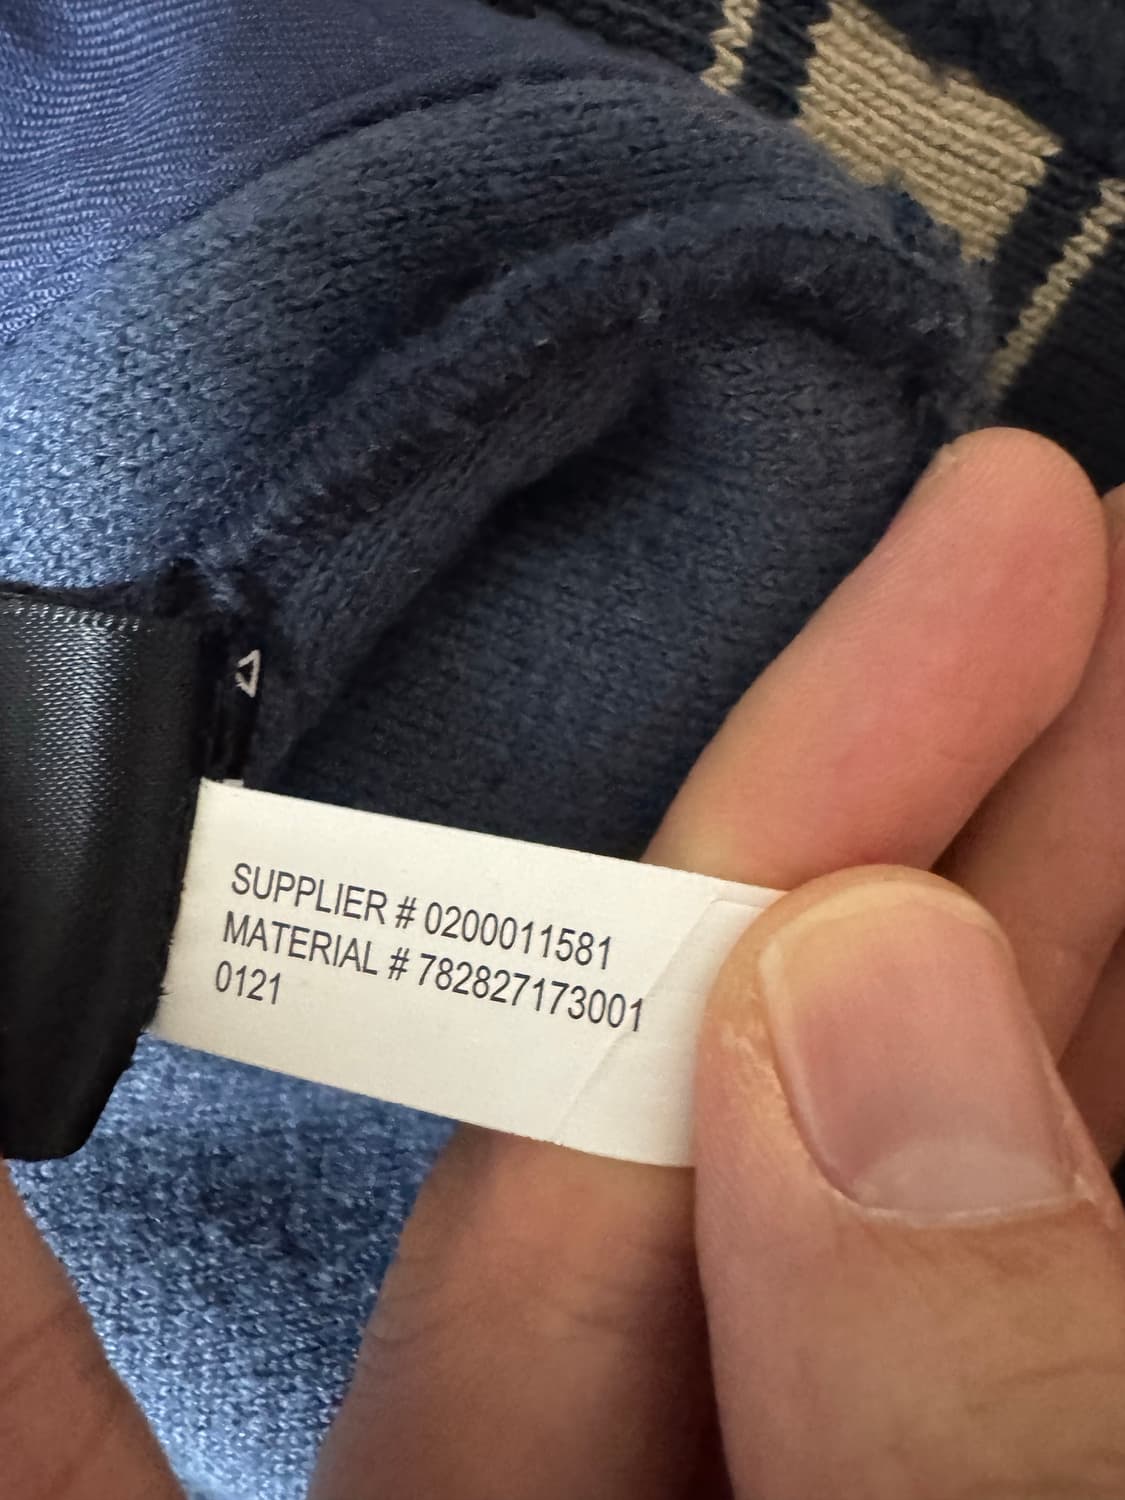 SUPPLIER # 0200011581
MATERIAL # 782827173001
0121